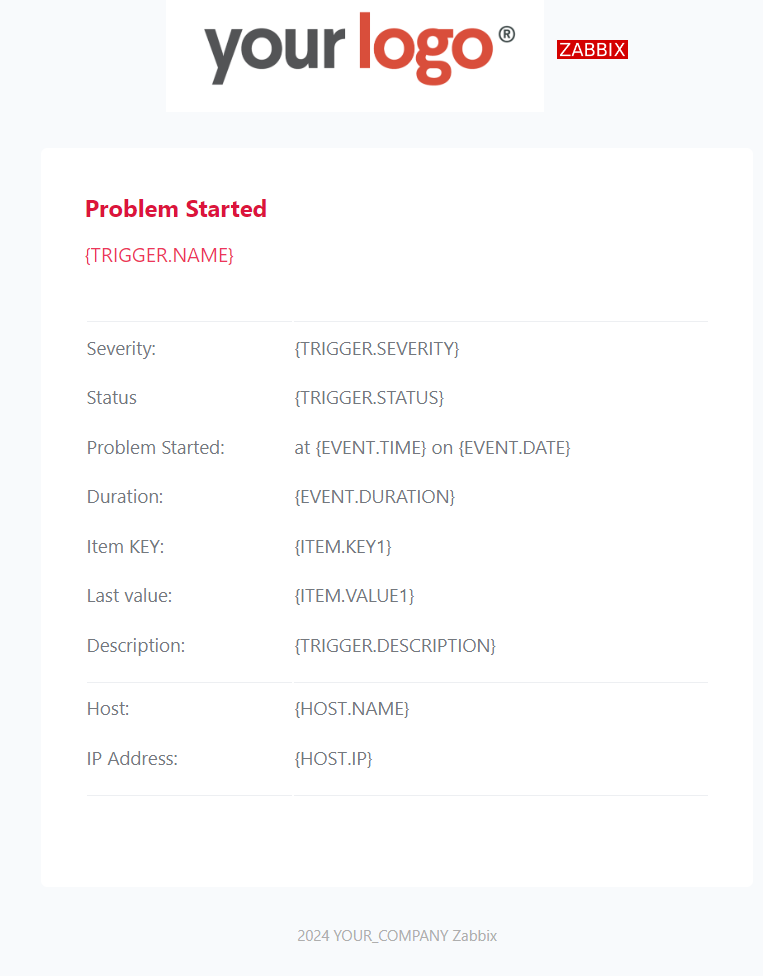 your logo® ZABBIX
Problem Started
{TRIGGER.NAME}
Severity: {TRIGGER.SEVERITY}
Status {TRIGGER.STATUS}
Problem Started: at {EVENT.TIME} on {EVENT.DATE}
Duration: {EVENT.DURATION}
Item KEY: {ITEM.KEY1}
Last value: {ITEM.VALUE1}
Description: {TRIGGER.DESCRIPTION}
Host: {HOST.NAME}
IP Address: {HOST.IP}
2024 YOUR_COMPANY Zabbix